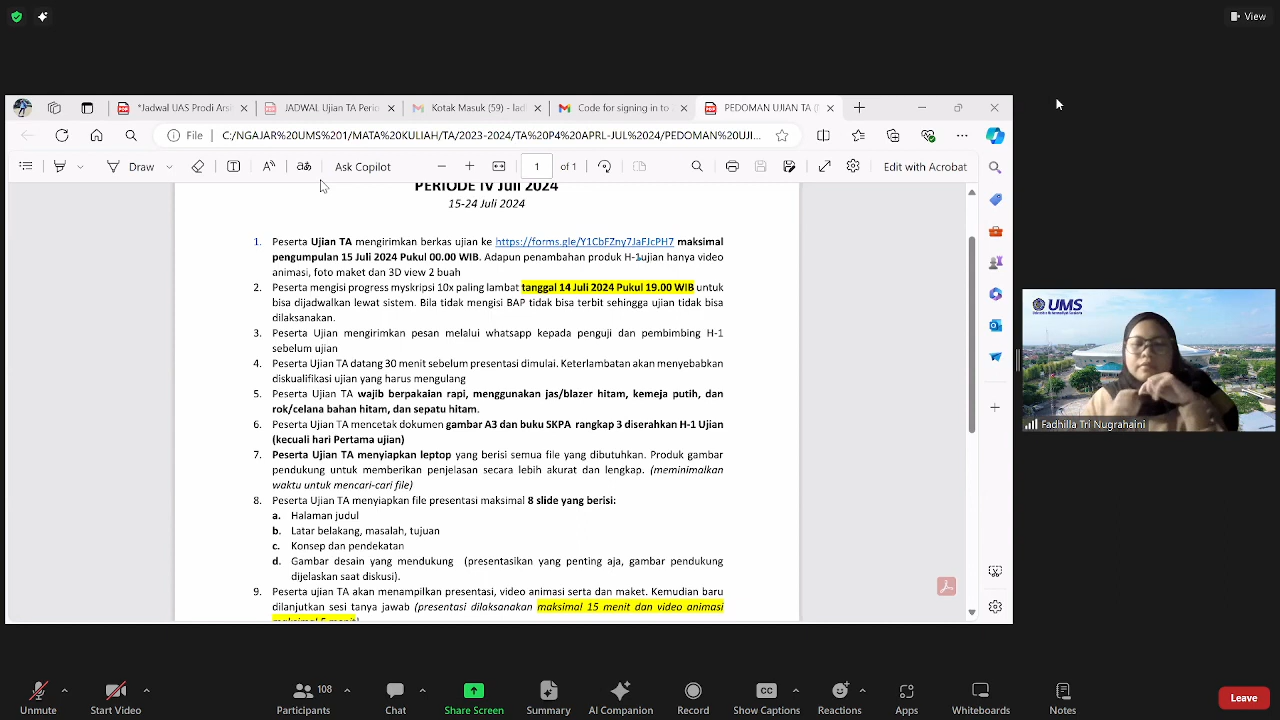 View
*Jadwal UAS Prodi Arsi
JADWAL Ujian TA Perio
Kotak Masuk (59) - ladi
Code for signing in to
PEDOMAN UJIAN TA (
File
C:/NGAJAR%20UMS%201/MATA%20KULIAH/TA/2023-2024/TA%20P4%20APRL-JUL%2024/PEDOMAN%20UJI...
Draw
aあ
Ask Copilot
1
of 1
Edit with Acrobat
PERIODE IV Juli 2024
15-24 Juli 2024
1. Peserta Ujian TA mengirimkan berkas ujian ke https://forms.gle/Y1CbFZny7JaFJcPH7 maksimal
pengumpulan 15 Juli 2024 Pukul 00.00 WIB. Adapun penambahan produk H-1ujian hanya video
animasi, foto maket dan 3D view 2 buah
2. Peserta mengisi progress myskripsi 10x paling lambat tanggal 14 Juli 2024 Pukul 19.00 WIB untuk
bisa dijadwalkan lewat sistem. Bila tidak mengisi BAP tidak bisa terbit sehingga ujian tidak bisa
dilaksanakan.
3. Peserta Ujian mengirimkan pesan melalui whatsapp kepada penguji dan pembimbing H-1
sebelum ujian
4. Peserta Ujian TA datang 30 menit sebelum presentasi dimulai. Keterlambatan akan menyebabkan
diskualifikasi ujian yang harus mengulang
5. Peserta Ujian TA wajib berpakaian rapi, menggunakan jas/blazer hitam, kemeja putih, dan
rok/celana bahan hitam, dan sepatu hitam.
6. Peserta Ujian TA mencetak dokumen gambar A3 dan buku SKPA rangkap 3 diserahkan H-1 Ujian
(kecuali hari Pertama ujian)
7. Peserta Ujian TA menyiapkan leptop yang berisi semua file yang dibutuhkan. Produk gambar
pendukung untuk memberikan penjelasan secara lebih akurat dan lengkap. (meminimalkan
waktu untuk mencari-cari file)
8. Peserta Ujian TA menyiapkan file presentasi maksimal 8 slide yang berisi:
a. Halaman judul
b. Latar belakang, masalah, tujuan
c. Konsep dan pendekatan
d. Gambar desain yang mendukung (presentasikan yang penting aja, gambar pendukung
dijelaskan saat diskusi).
9. Peserta ujian TA akan menampilkan presentasi, video animasi serta dan maket. Kemudian baru
dilanjutkan sesi tanya jawab (presentasi dilaksanakan maksimal 15 menit dan video animasi
maksimal 5 menit)
UMS
Fadhilla Tri Nugrahaini
Unmute
Start Video
108
Participants
Chat
Share Screen
Summary
AI Companion
Record
CC
Show Captions
Reactions
Apps
Whiteboards
Notes
Leave